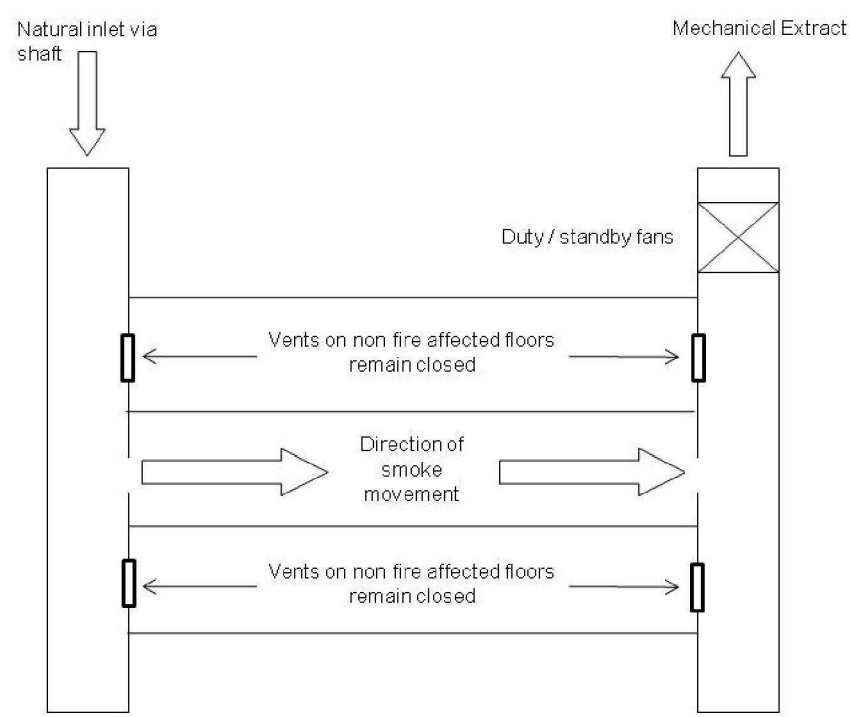 Natural inlet via
shaft
Mechanical Extract
Duty / standby fans
Vents on non fire affected floors
remain closed
Direction of
smoke
movement
Vents on non fire affected floors
remain closed